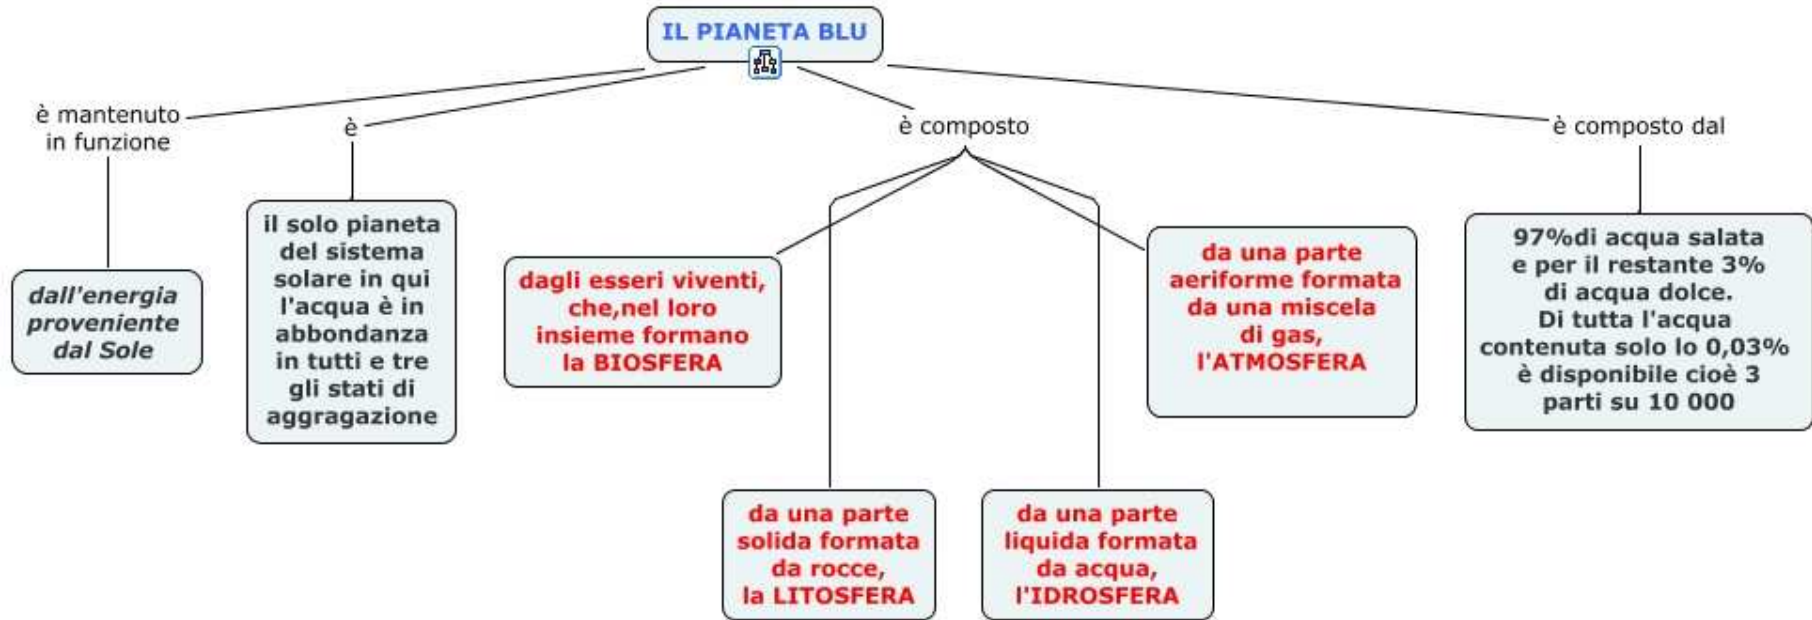 IL PIANETA BLU
è mantenuto
in funzione
è
è composto
è composto dal
dall'energia
proveniente
dal Sole
il solo pianeta
del sistema
solare in qui
l'acqua è in
abbondanza
in tutti e tre
gli stati di
aggragazione
dagli esseri viventi,
che,nel loro
insieme formano
la BIOSFERA
da una parte
aeriforme formata
da una miscela
di gas,
l'ATMOSFERA
97%di acqua salata
e per il restante 3%
di acqua dolce.
Di tutta l'acqua
contenuta solo lo 0,03%
è disponibile cioè 3
parti su 10 000
da una parte
solida formata
da rocce,
la LITOSFERA
da una parte
liquida formata
da acqua,
l'IDROSFERA